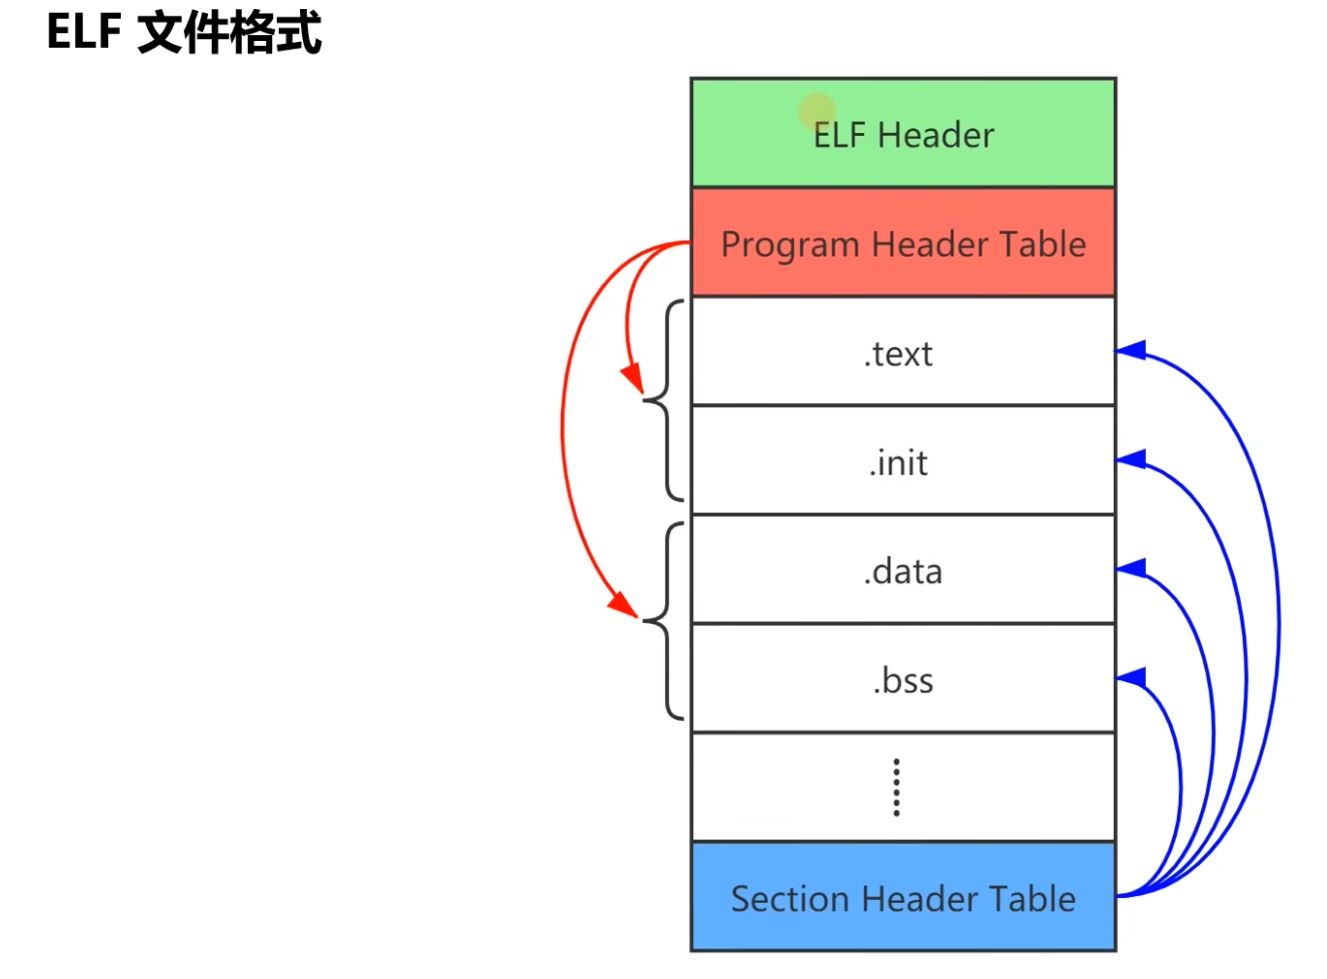 ELF 文件格式
ELF Header
Program Header Table
.text
.init
.data
.bss
Section Header Table